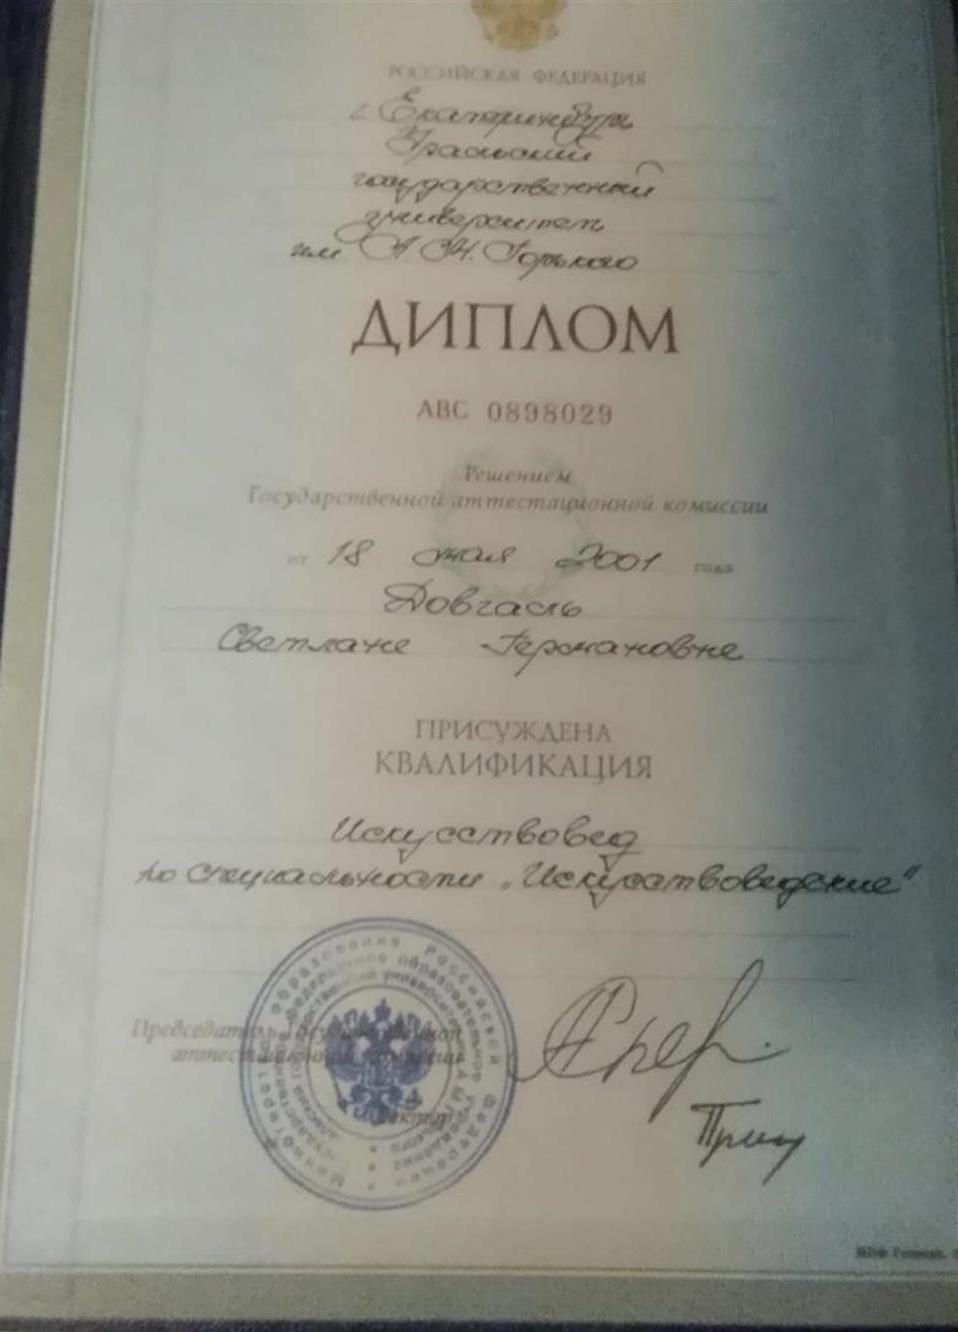 РОССИЙСКАЯ ФЕДЕРАЦИЯ
г. Екатеринбург
Уральский
государственный
университет
им. А.М. Горького
ДИПЛОМ
АВС 0898029
Решением
Государственной аттестационной комиссии
от 18 мая 2001 года
Довгаль
Светлане Германовне
ПРИСУЖДЕНА
КВАЛИФИКАЦИЯ
Искусствовед
по специальности „Искусствоведение"
Председатель Государственной
аттестационной комиссии
Ректор